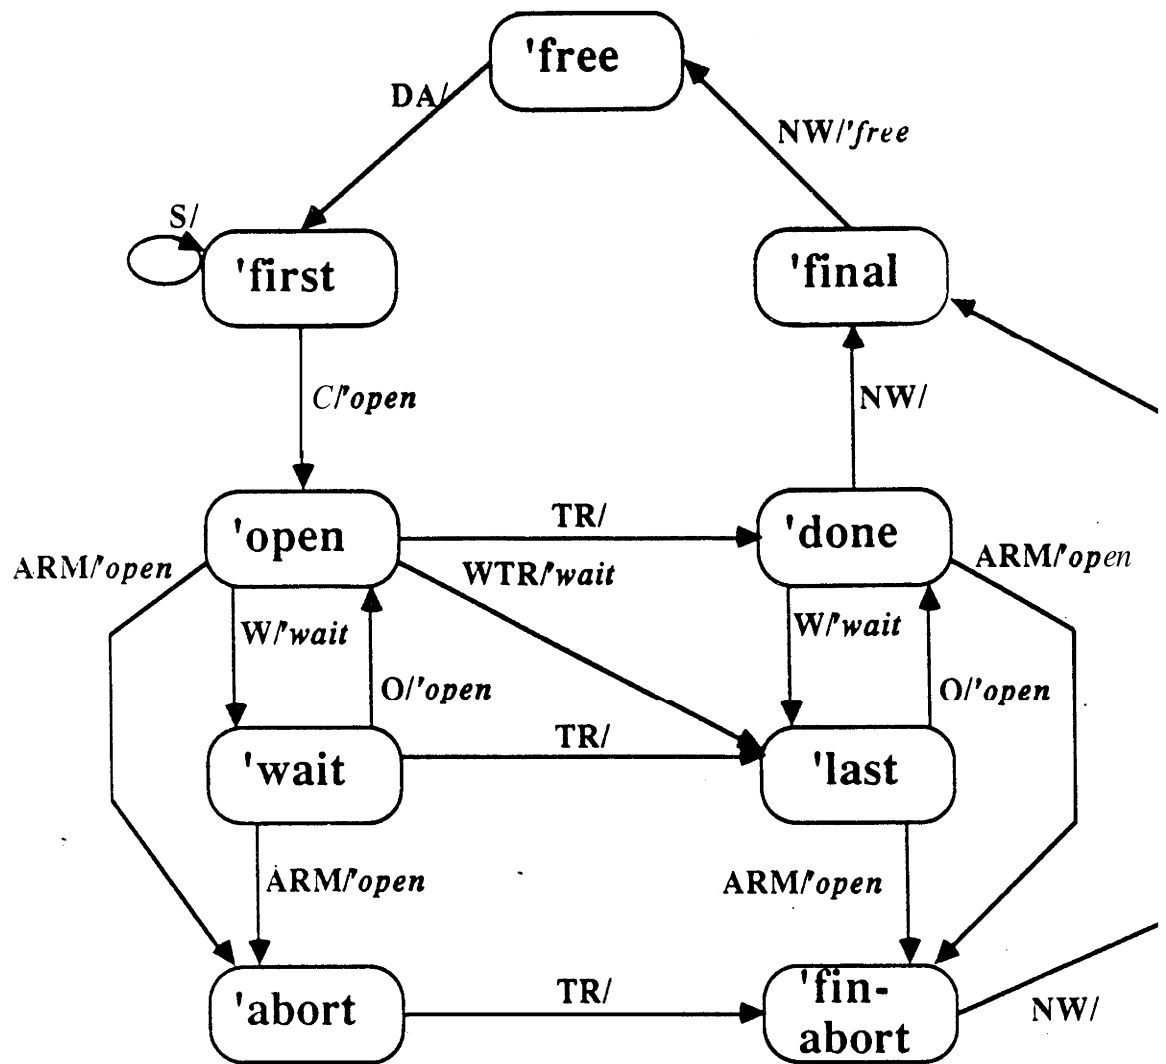 'free
DA/
NW/'free
S/
'first
'final
C/'open
NW/
'open
TR/
'done
ARM/'open
WTR/'wait
ARM/'open
W/'wait
W/'wait
O/'open
O/'open
'wait
TR/
'last
ARM/'open
ARM/'open
'abort
TR/
'fin-
abort
NW/